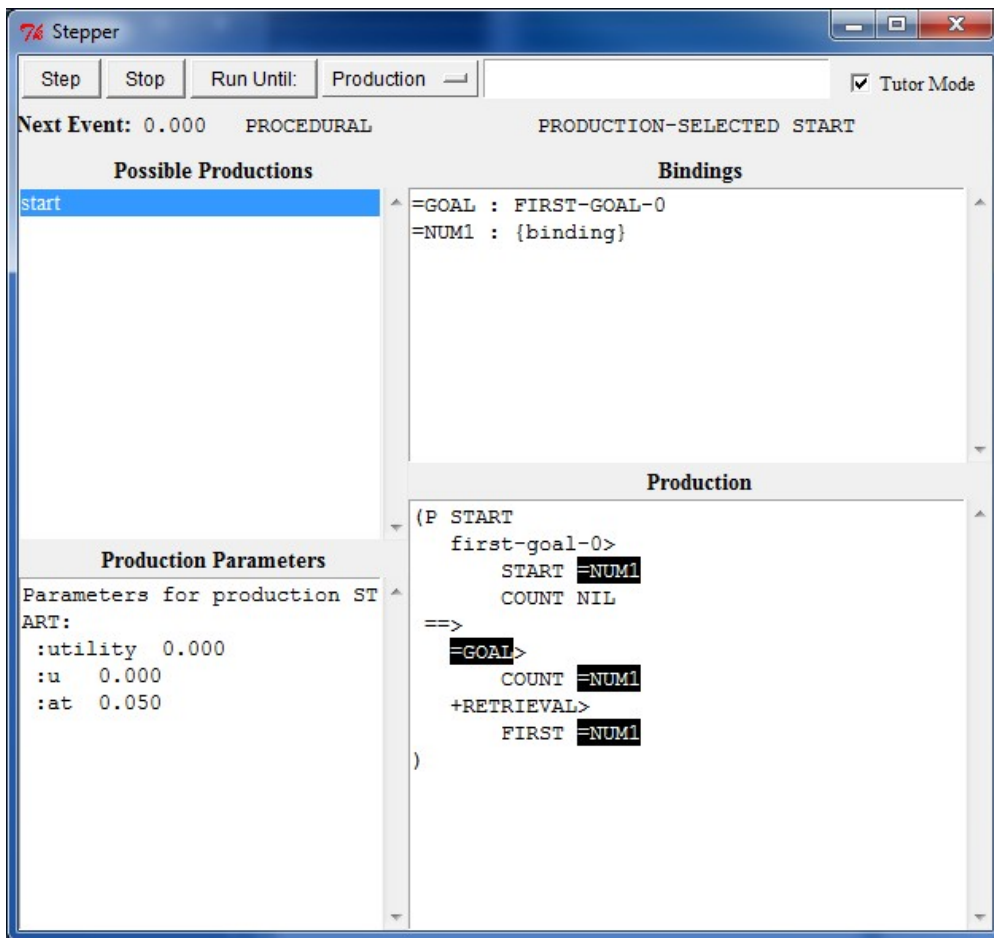 Stepper
Step Stop Run Until: Production Tutor Mode
Next Event: 0.000 PROCEDURAL PRODUCTION-SELECTED START
Possible Productions
start
Bindings
=GOAL : FIRST-GOAL-0
=NUM1 : {binding}
Production Parameters
Parameters for production ST
ART:
:utility 0.000
:u 0.000
:at 0.050
Production
(P START
first-goal-0>
START =NUM1
COUNT NIL
==>
=GOAL>
COUNT =NUM1
+RETRIEVAL>
FIRST =NUM1
)